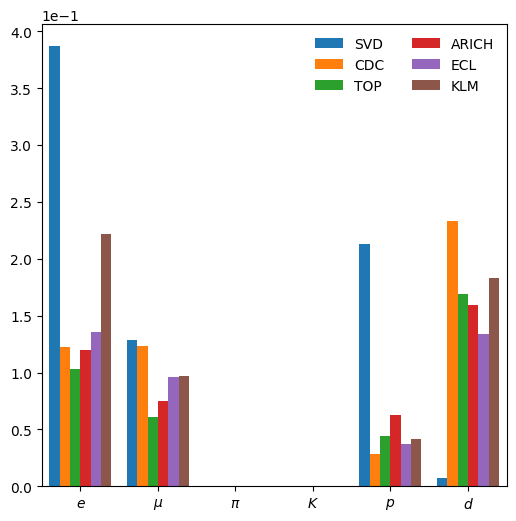 1e−1
4.0
3.5
3.0
2.5
2.0
1.5
1.0
0.5
0.0
SVD
CDC
TOP
ARICH
ECL
KLM
e μ π K p d